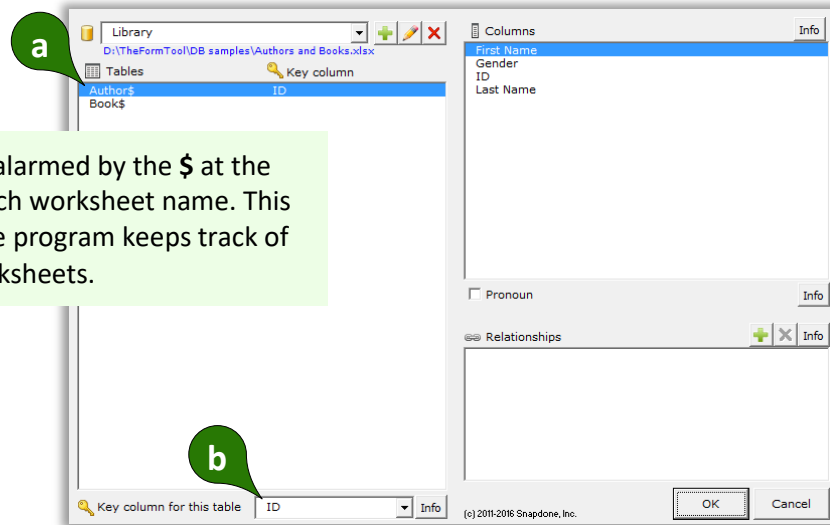 a
Library
D:\TheFormTool\DB samples\Authors and Books.xlsx
Tables Key column
Author$ ID
Book$
alarmed by the $ at the
ch worksheet name. This
e program keeps track of
ksheets.
b
Key column for this table ID Info
Columns Info
First Name
Gender
ID
Last Name
Pronoun Info
Relationships Info
(c) 2011-2016 Snapdone, Inc. OK Cancel